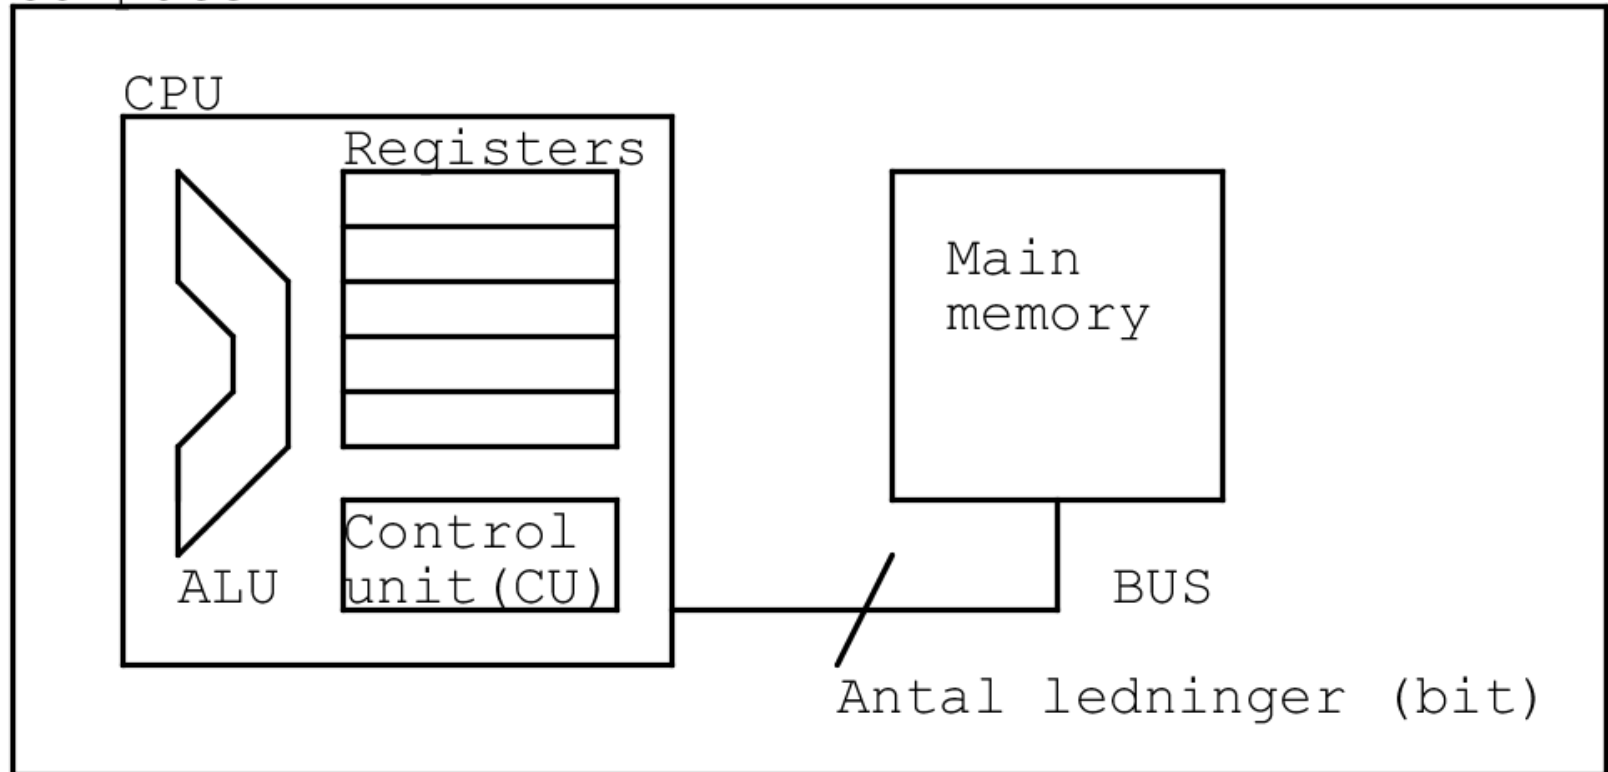 CPU
Registers
Main
memory
Control
unit(CU)
ALU
BUS
Antal ledninger (bit)